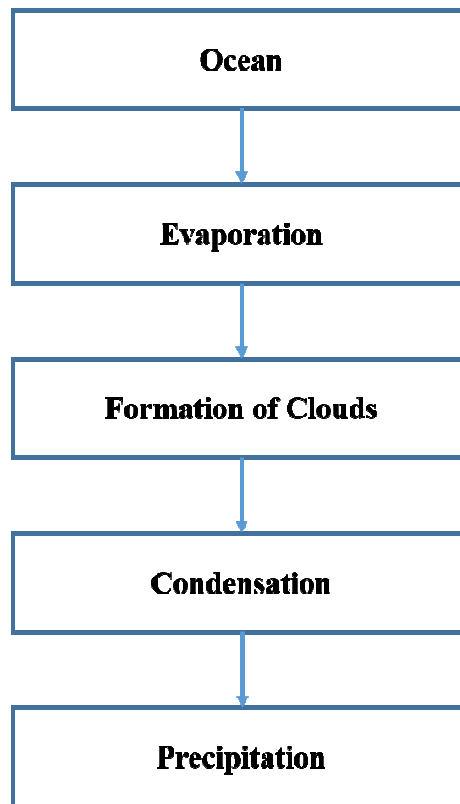 Ocean
Evaporation
Formation of Clouds
Condensation
Precipitation